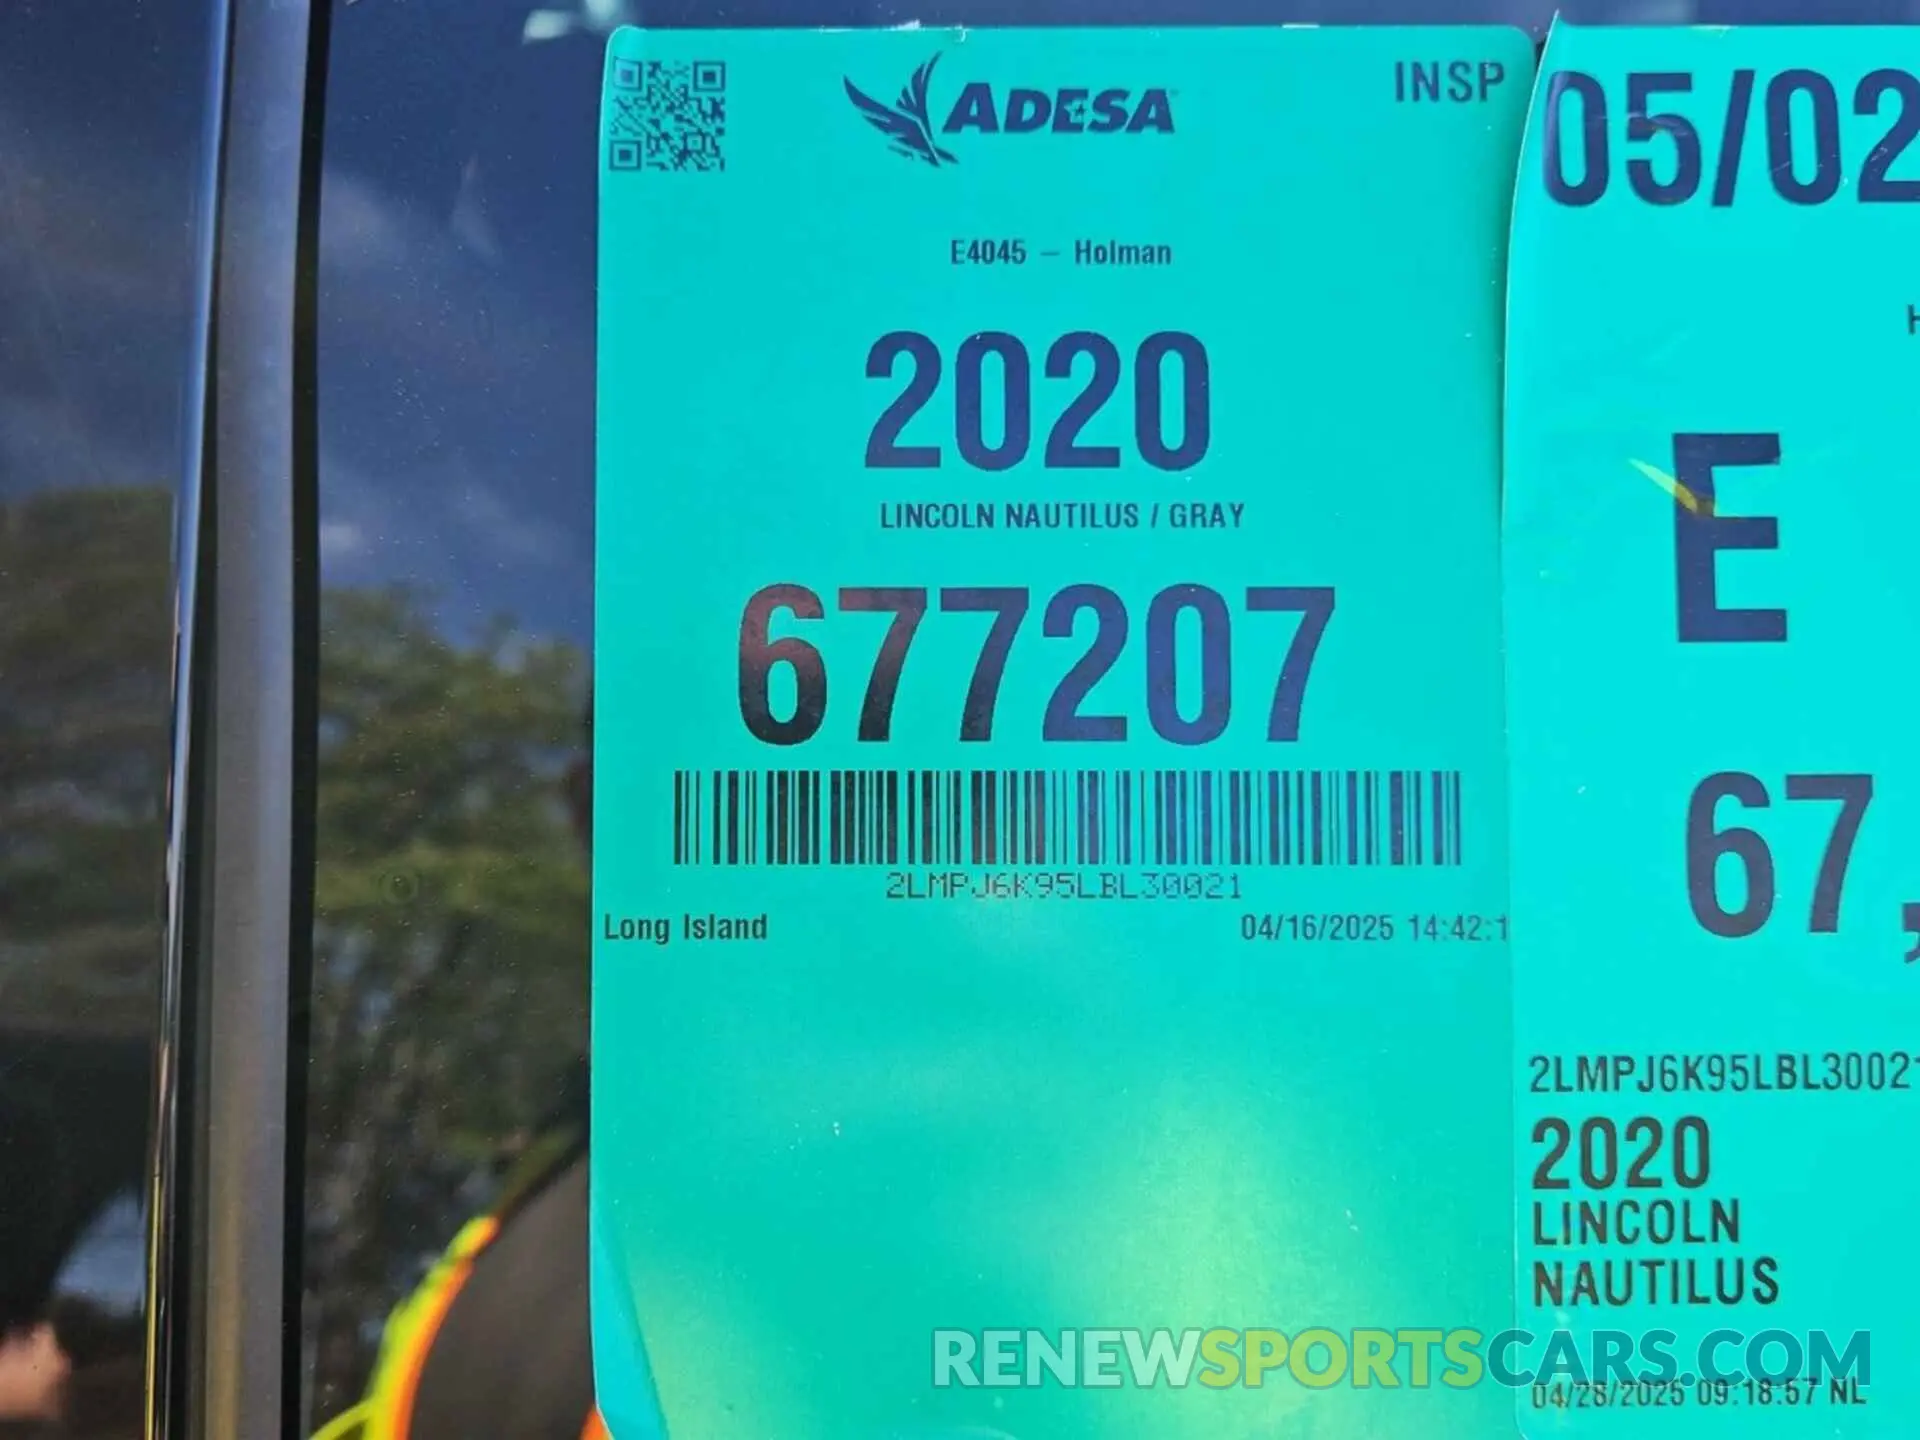 ADESA
INSP
E4045 – Holman
2020
LINCOLN NAUTILUS / GRAY
677207
2LMPJ6K95LBL30021
Long Island
04/16/2025 14:42:1
05/02
E
67,
2LMPJ6K95LBL30021
2020
LINCOLN
NAUTILUS
04/28/2025 09:18:57 NL
RENEWSPORTSCARS.COM